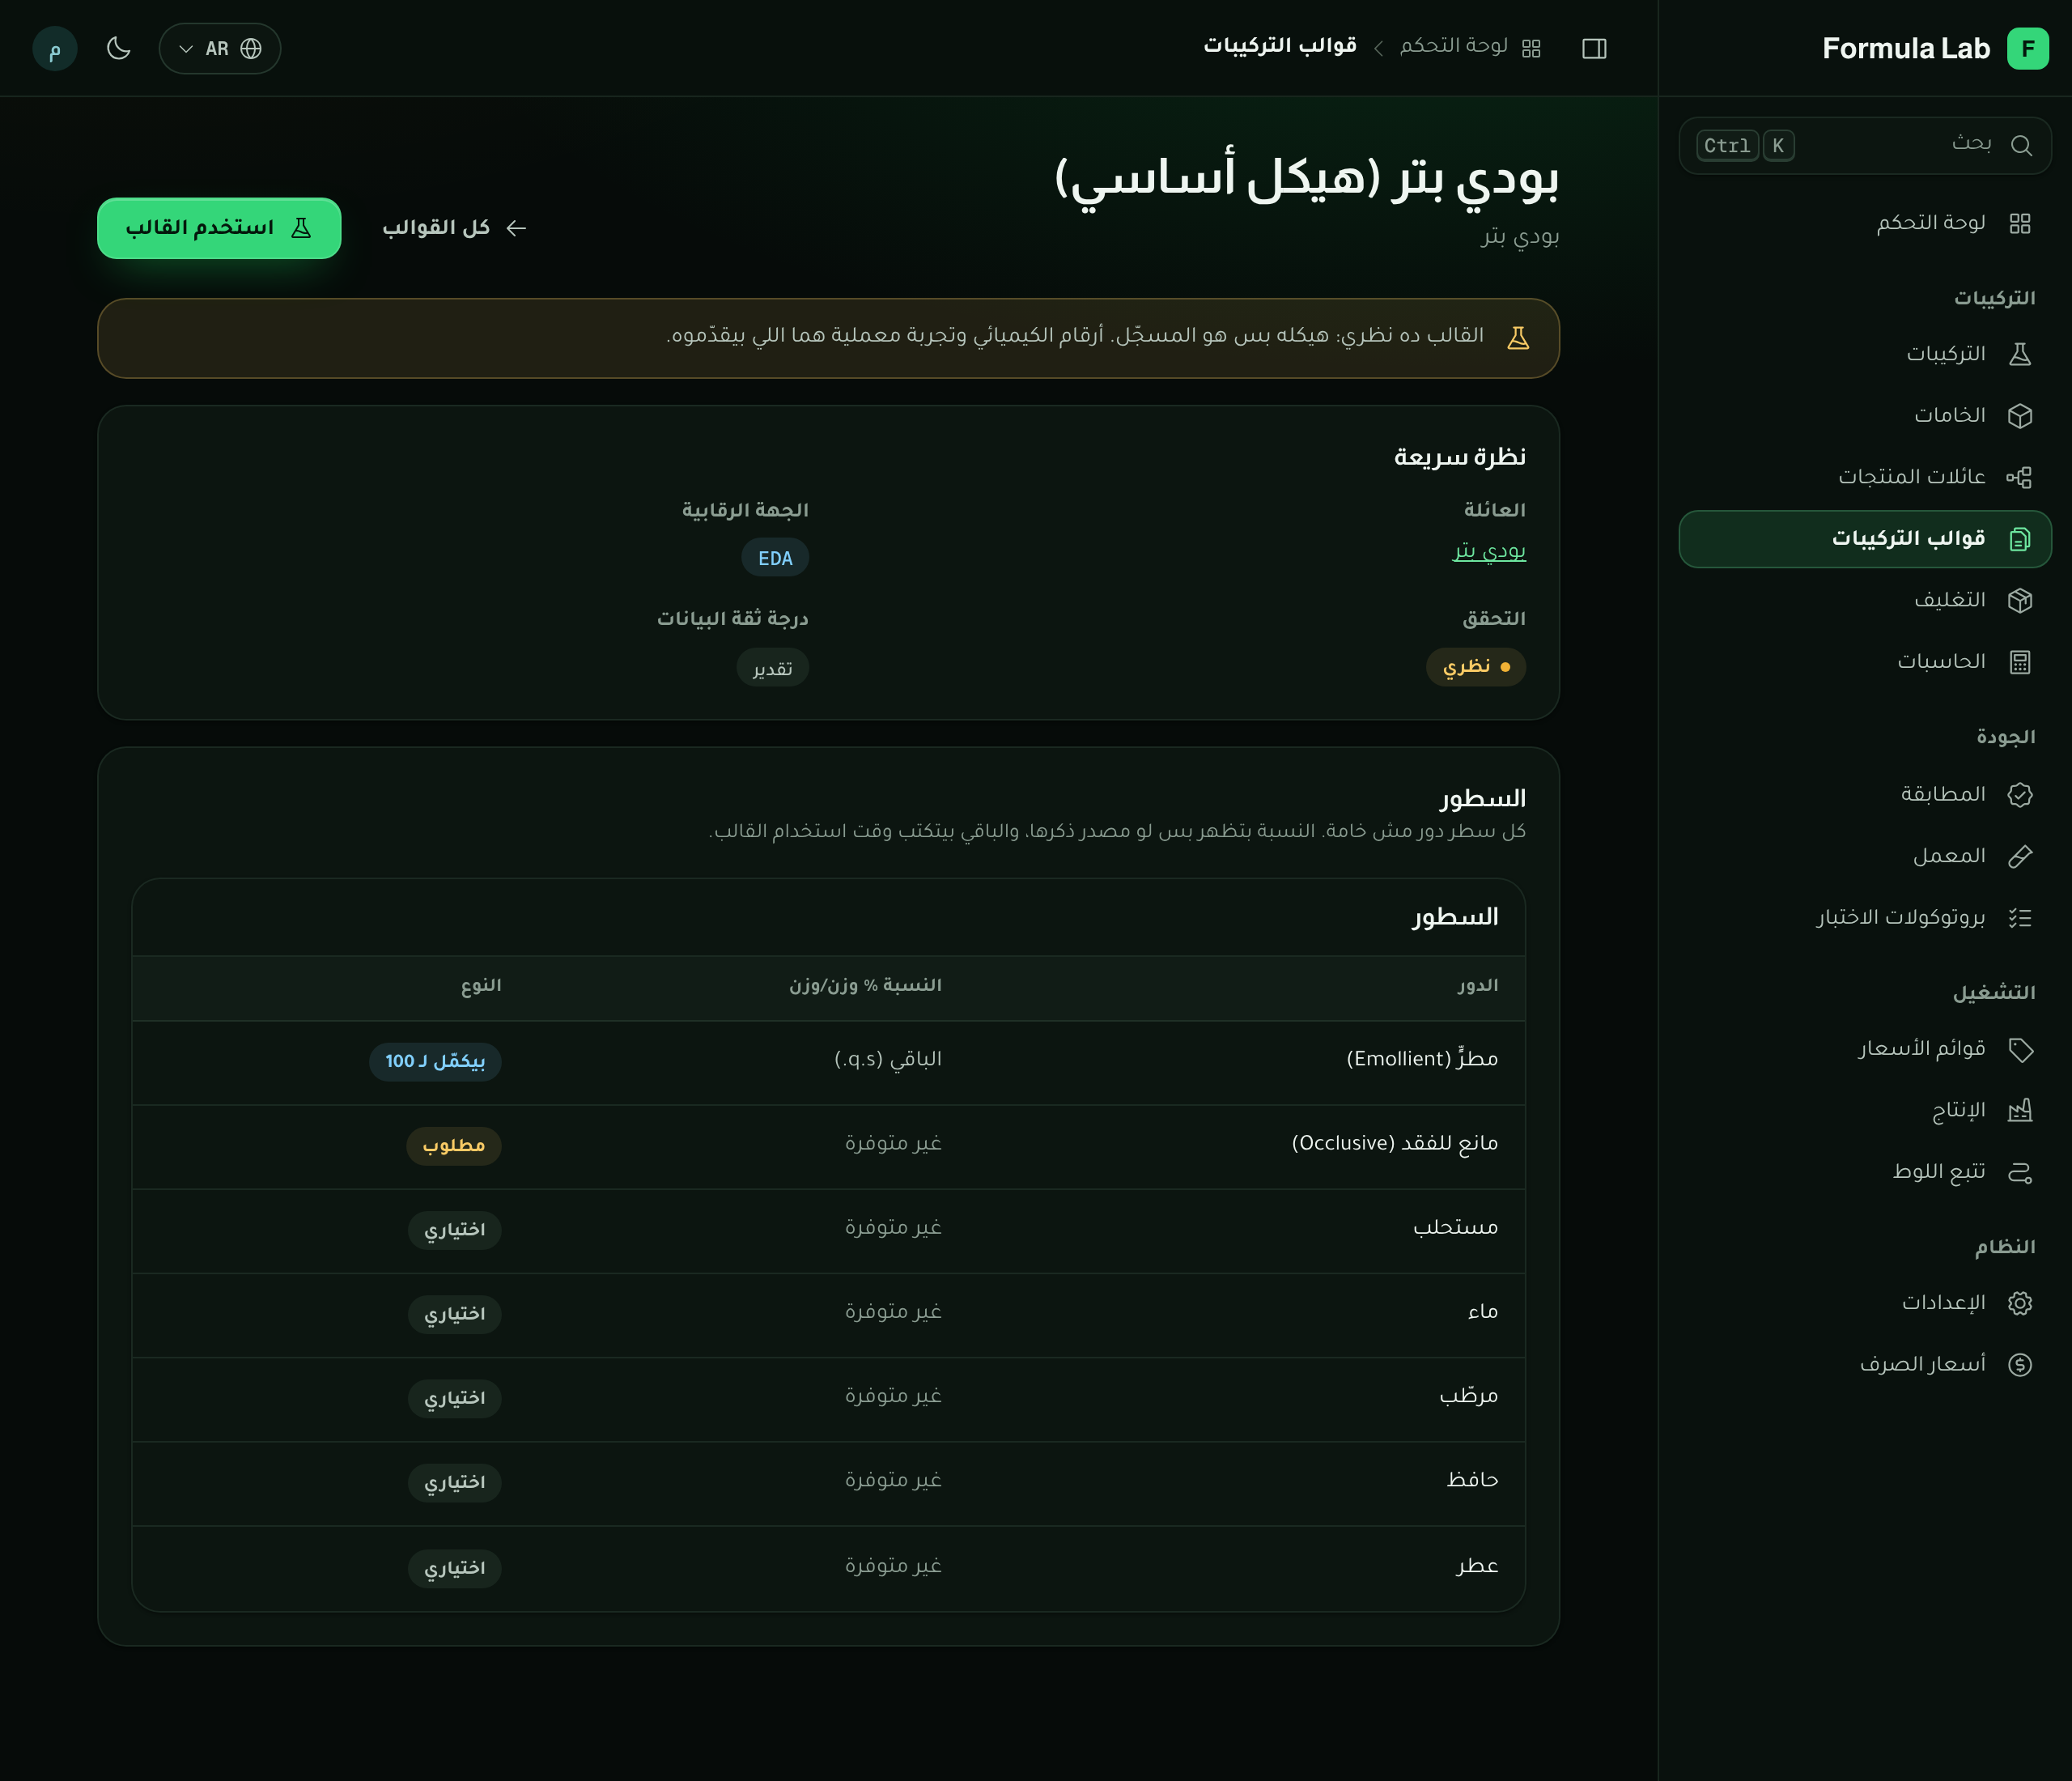 F Formula Lab
لوحة التحكم
قوالب التركيبات
AR
م
بحث
Ctrl K
لوحة التحكم
التركيبات
التركيبات
الخامات
عائلات المنتجات
قوالب التركيبات
التغليف
الحاسبات
الجودة
المطابقة
المعمل
بروتوكولات الاختبار
التشغيل
قوائم الأسعار
الإنتاج
تتبع اللوط
النظام
الإعدادات
أسعار الصرف
بودي بتر (هيكل أساسي)
بودي بتر
كل القوالب
استخدم القالب
القالب ده نظري: هيكله بس هو المسجّل. أرقام الكيميائي وتجربة معملية هما اللي بيقدّموه.
نظرة سريعة
العائلة
بودي بتر
الجهة الرقابية
EDA
التحقق
نظري
درجة ثقة البيانات
تقدير
السطور
كل سطر دور مش خامة. النسبة بتظهر بس لو مصدر ذكرها، والباقي بيتكتب وقت استخدام القالب.
السطور
الدور النسبة % وزن/وزن النوع
مطرٍّ (Emollient) الباقي (q.s.) بيكمّل لـ 100
مانع للفقد (Occlusive) غير متوفرة مطلوب
مستحلب غير متوفرة اختياري
ماء غير متوفرة اختياري
مرطّب غير متوفرة اختياري
حافظ غير متوفرة اختياري
عطر غير متوفرة اختياري